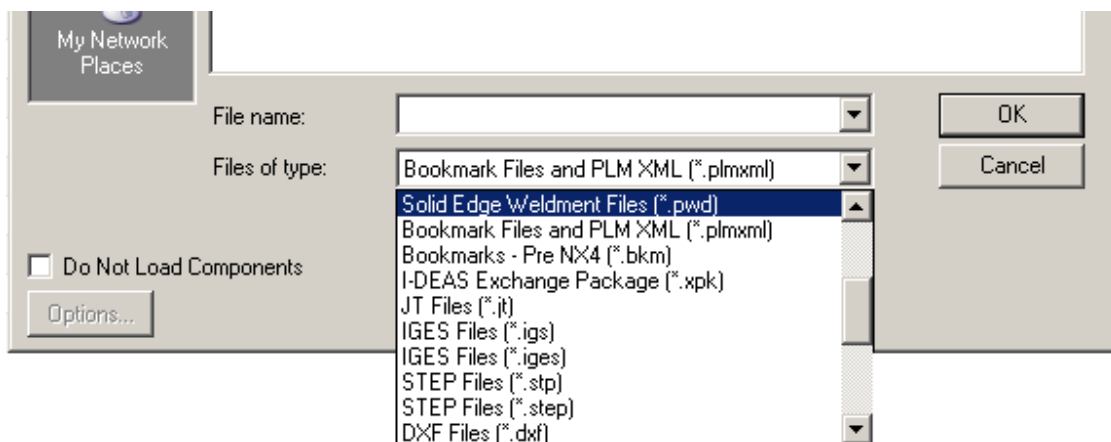 My Network
Places
File name:
OK
Files of type:
Bookmark Files and PLM XML (*.plmxml)
Cancel
Solid Edge Weldment Files (*.pwd)
Bookmark Files and PLM XML (*.plmxml)
Bookmarks - Pre NX4 (*.bkm)
Do Not Load Components
I-DEAS Exchange Package (*.xpk)
JT Files (*.jt)
Options...
IGES Files (*.igs)
IGES Files (*.iges)
STEP Files (*.stp)
STEP Files (*.step)
DXF Files (*.dxf)